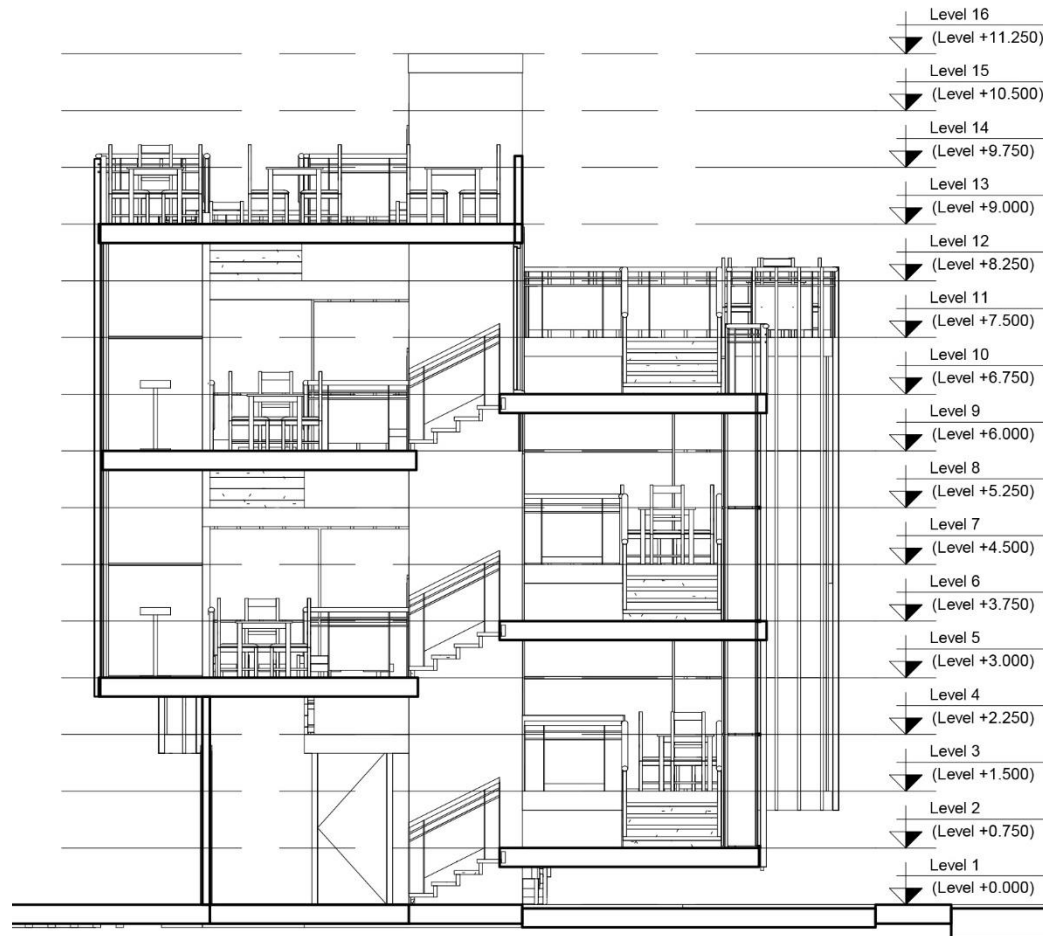 Level 16
(Level +11.250)
Level 15
(Level +10.500)
Level 14
(Level +9.750)
Level 13
(Level +9.000)
Level 12
(Level +8.250)
Level 11
(Level +7.500)
Level 10
(Level +6.750)
Level 9
(Level +6.000)
Level 8
(Level +5.250)
Level 7
(Level +4.500)
Level 6
(Level +3.750)
Level 5
(Level +3.000)
Level 4
(Level +2.250)
Level 3
(Level +1.500)
Level 2
(Level +0.750)
Level 1
(Level +0.000)